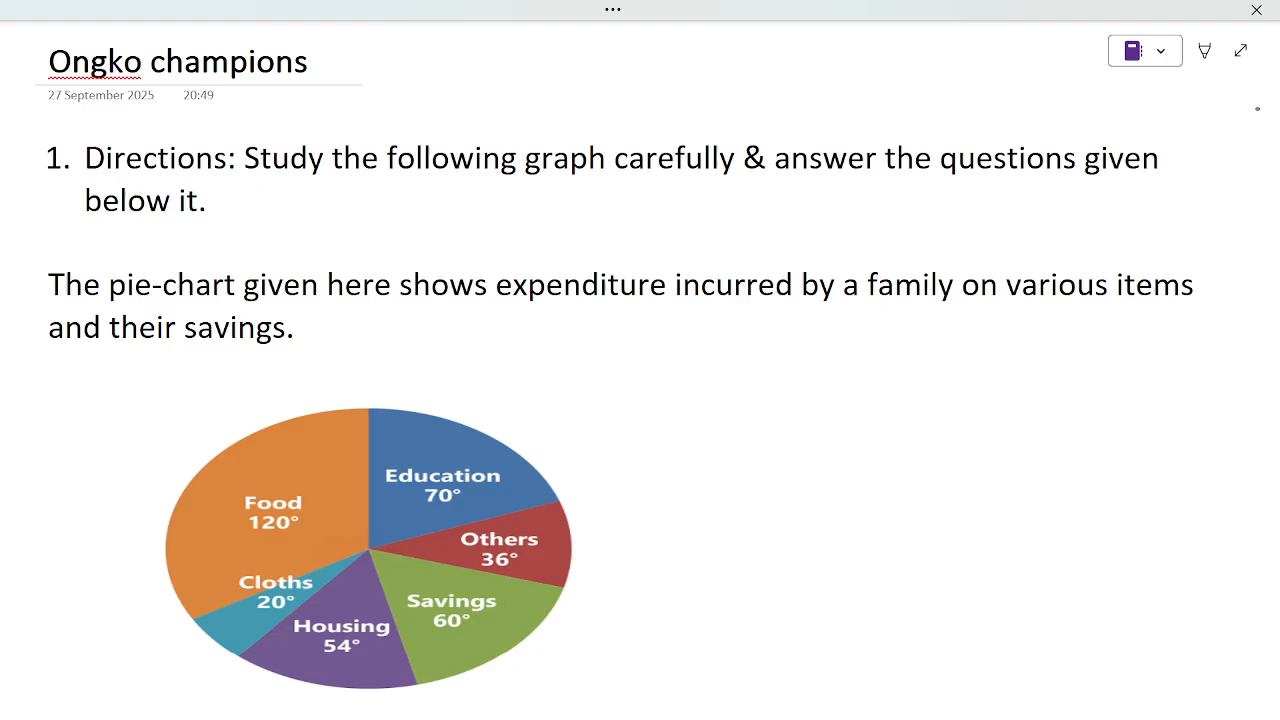 Ongko champions
27 September 2025 20:49
1. Directions: Study the following graph carefully & answer the questions given
below it.
The pie-chart given here shows expenditure incurred by a family on various items
and their savings.
Education
70°
Food
120°
Others
36°
Cloths
20°
Savings
60°
Housing
54°